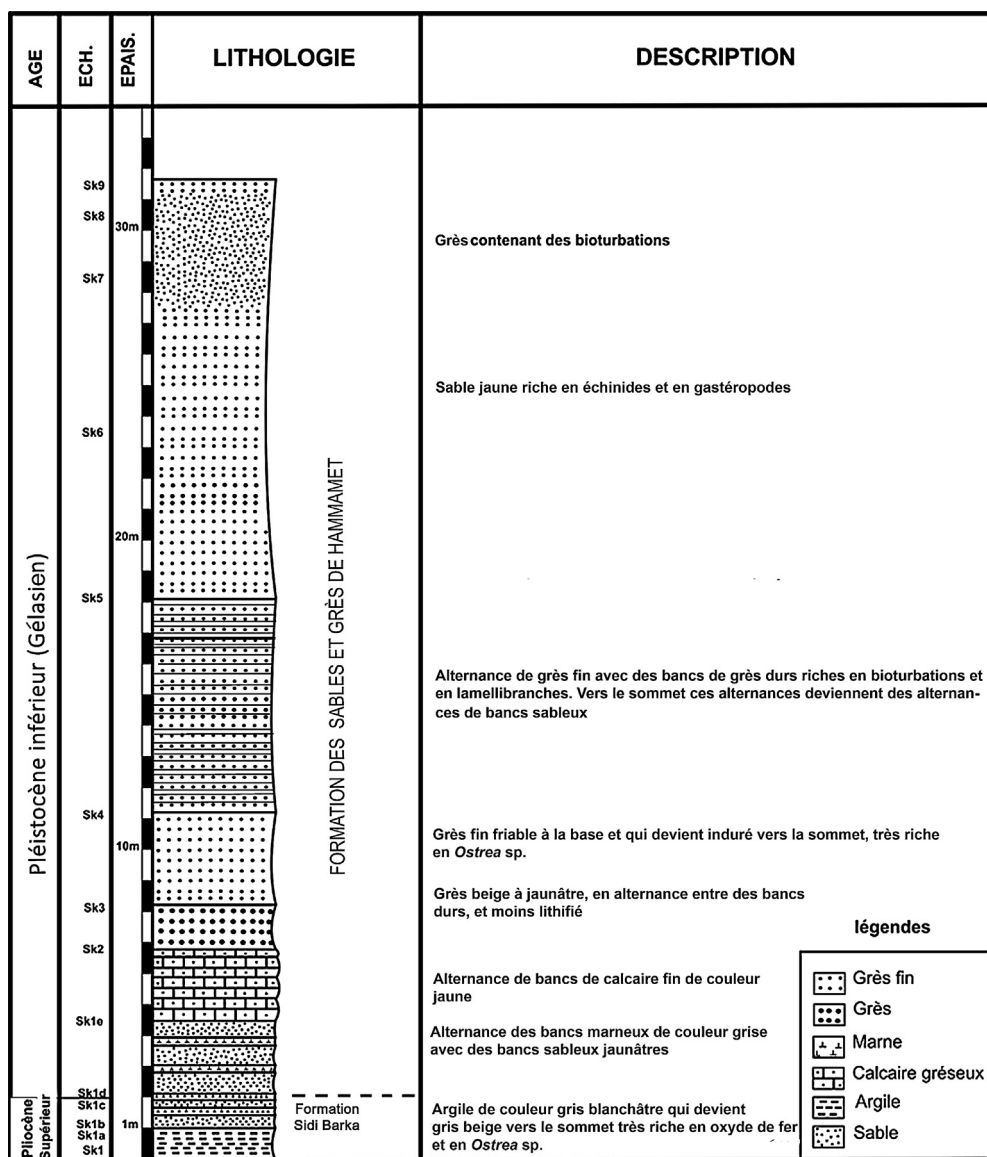 AGE
ECH.
EPAIS.
LITHOLOGIE
DESCRIPTION
Sk9
Sk8
30m
Grès contenant des bioturbations
Sk7
Sable jaune riche en échinides et en gastéropodes
Sk6
20m
Sk5
Pléistocène inférieur (Gélasien)
FORMATION DES SABLES ET GRÈS DE HAMMAMET
Alternance de grès fin avec des bancs de grès durs riches en bioturbations et
en lamellibranches. Vers le sommet ces alternances deviennent des alternan-
ces de bancs sableux
Sk4
10m
Grès fin friable à la base et qui devient induré vers la sommet, très riche
en Ostrea sp.
Sk3
Grès beige à jaunâtre, en alternance entre des bancs
durs, et moins lithifié
Sk2
Alternance de bancs de calcaire fin de couleur
jaune
Sk1e
Alternance des bancs marneux de couleur grise
avec des bancs sableux jaunâtres
Sk1d
Sk1c
Sk1b
1m
Sk1a
Sk1
Pliocène
Supérieur
Formation
Sidi Barka
Argile de couleur gris blanchâtre qui devient
gris beige vers le sommet très riche en oxyde de fer
et en Ostrea sp.
légendes
Grès fin
Grès
Marne
Calcaire gréseux
Argile
Sable